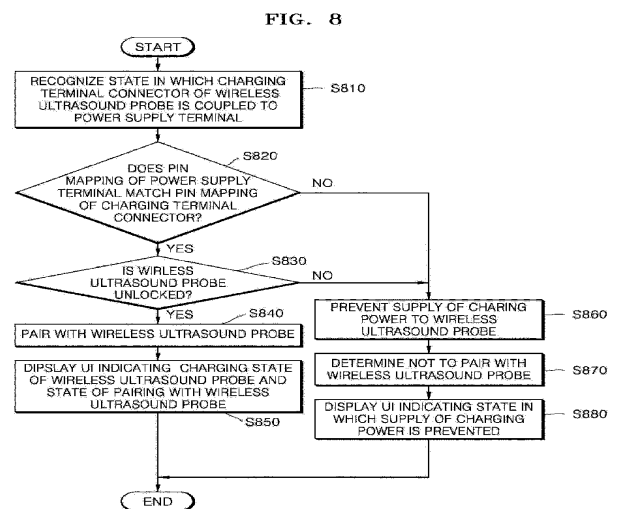 FIG. 8
START
RECOGNIZE STATE IN WHICH CHARGING
TERMINAL CONNECTOR OF WIRELESS
ULTRASOUND PROBE IS COUPLED TO
POWER SUPPLY TERMINAL
S810
S820
DOES PIN
MAPPING OF POWER SUPPLY
TERMINAL MATCH PIN MAPPING
OF CHARGING TERMINAL
CONNECTOR?
NO
YES
S830
IS WIRLESS
ULTRASOUND PROBE
UNLOCKED?
NO
YES
S840
PAIR WITH WIRELESS ULTRASOUND PROBE
DIPSLAY UI INDICATING CHARGING STATE
OF WIRELESS ULTRASOUND PROBE AND
STATE OF PAIRING WITH WIRELESS
ULTRASOUND PROBE
S850
PREVENT SUPPLY OF CHARING
POWER TO WIRELESS
ULTRASOUND PROBE
S860
DETERMINE NOT TO PAIR WITH
WIRELESS ULTRASOUND PROBE
S870
DISPLAY UI INDICATING STATE IN
WHICH SUPPLY OF CHARGING
POWER IS PREVENTED
S880
END